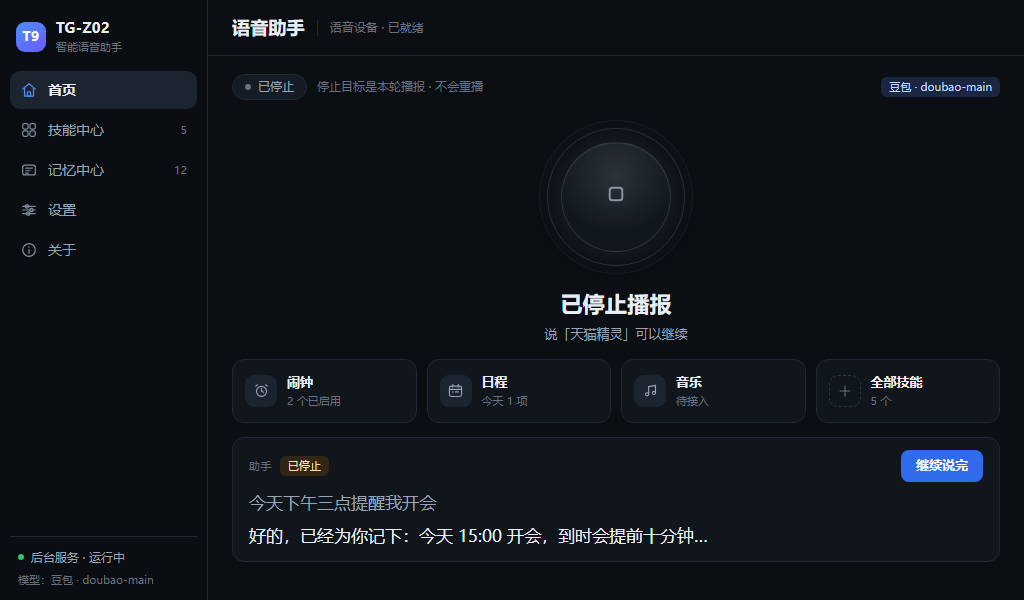 T9
TG-Z02
智能语音助手
首页
技能中心 5
记忆中心 12
设置
关于
后台服务 · 运行中
模型：豆包 · doubao-main
语音助手
语音设备 · 已就绪
已停止
停止目标是本轮播报 · 不会重播
豆包 · doubao-main
已停止播报
说「天猫精灵」可以继续
闹钟
2 个已启用
日程
今天 1 项
音乐
待接入
全部技能
5 个
助手 已停止
继续说完
今天下午三点提醒我开会
好的，已经为你记下：今天 15:00 开会，到时会提前十分钟...